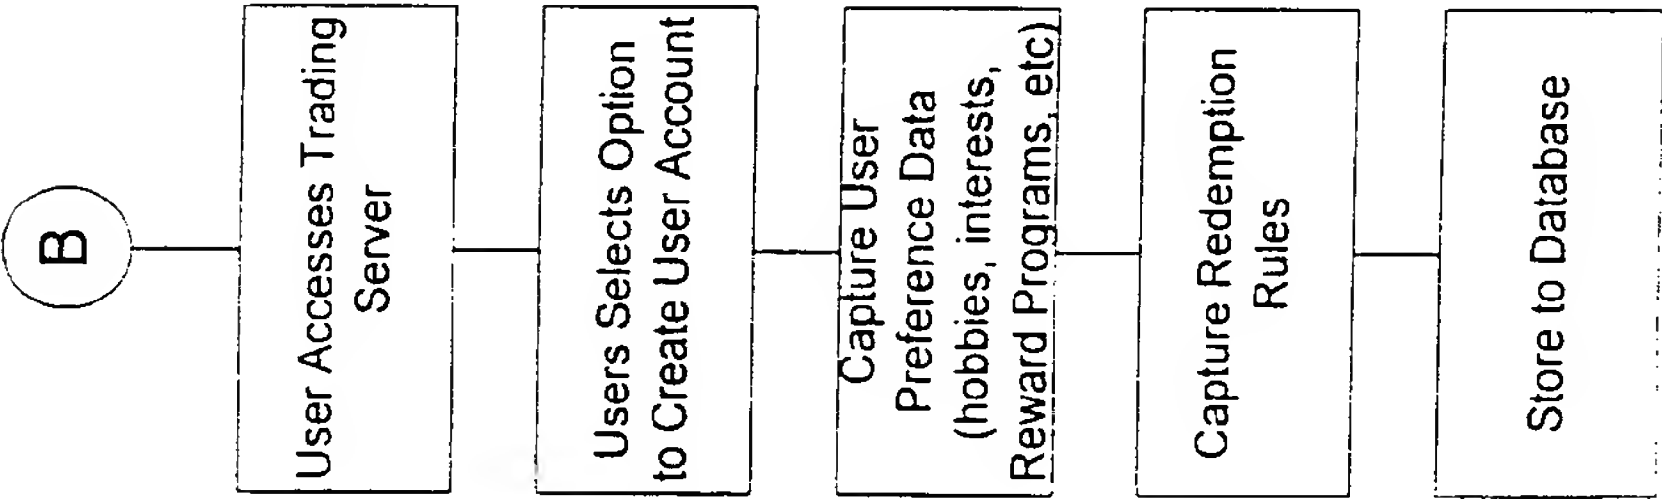 B
User Accesses Trading
Server
Users Selects Option
to Create User Account
Capture User
Preference Data
(hobbies, interests,
Reward Programs, etc)
Capture Redemption
Rules
Store to Database